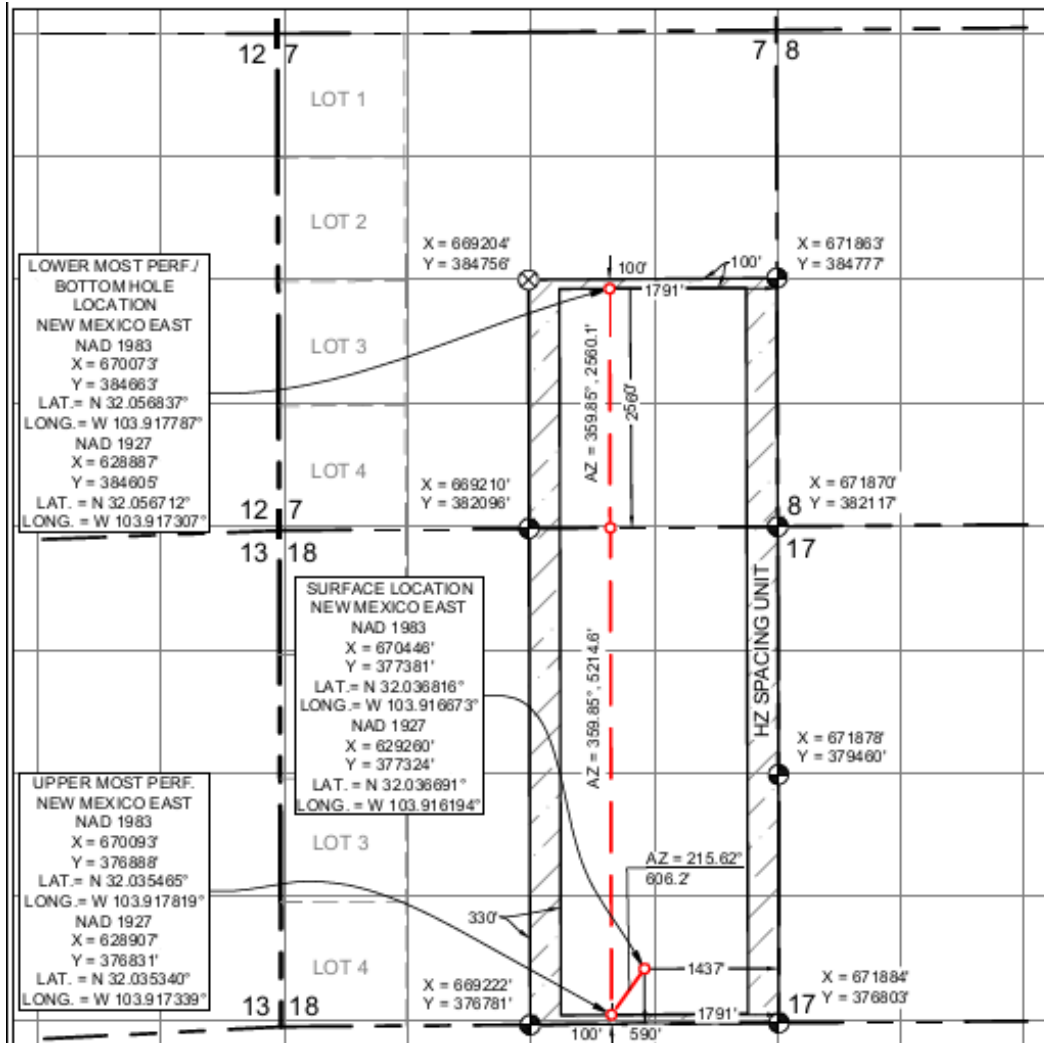 12 7
7 8
LOT 1
LOT 2
LOT 3
LOT 4
X = 669204'
Y = 384756'
X = 671863'
Y = 384777'
100'
100'
1791'
LOWER MOST PERF./
BOTTOM HOLE
LOCATION
NEW MEXICO EAST
NAD 1983
X = 670073'
Y = 384663'
LAT.= N 32.056837°
LONG.= W 103.917787°
NAD 1927
X = 628887'
Y = 384605'
LAT. = N 32.056712°
LONG. = W 103.917307°
AZ = 359.85°, 2560.1'
2560'
X = 669210'
Y = 382096'
X = 671870'
Y = 382117'
12 7
13 18
8
17
SURFACE LOCATION
NEW MEXICO EAST
NAD 1983
X = 670446'
Y = 377381'
LAT.= N 32.036816°
LONG.= W 103.916673°
NAD 1927
X = 629260'
Y = 377324'
LAT. = N 32.036691°
LONG. = W 103.916194°
AZ = 359.85°, 5214.6'
HZ SPACING UNIT
X = 671878'
Y = 379460'
UPPER MOST PERF.
NEW MEXICO EAST
NAD 1983
X = 670093'
Y = 376888'
LAT.= N 32.035465°
LONG.= W 103.917819°
NAD 1927
X = 628907'
Y = 376831'
LAT. = N 32.035340°
LONG. = W 103.917339°
LOT 3
LOT 4
AZ = 215.62°
606.2'
330'
1437'
X = 669222'
Y = 376781'
X = 671884'
Y = 376803'
1791'
100'
590'
13 18
17